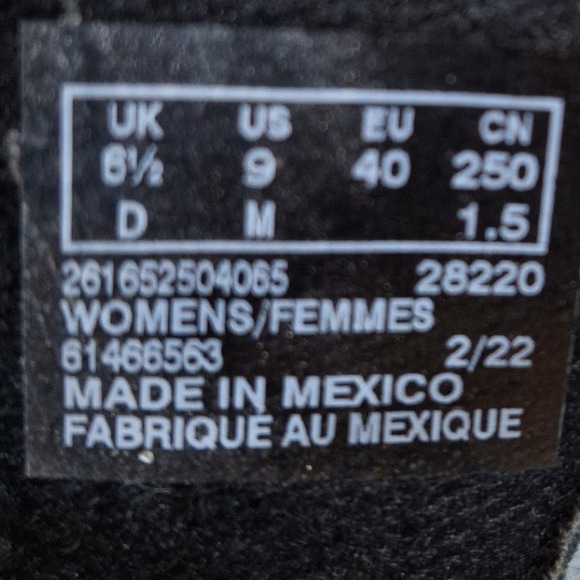 UK US EU CN
6½ 9 40 250
D M 1.5
261652504065 28220
WOMENS/FEMMES
61466563 2/22
MADE IN MEXICO
FABRIQUÉ AU MEXIQUE